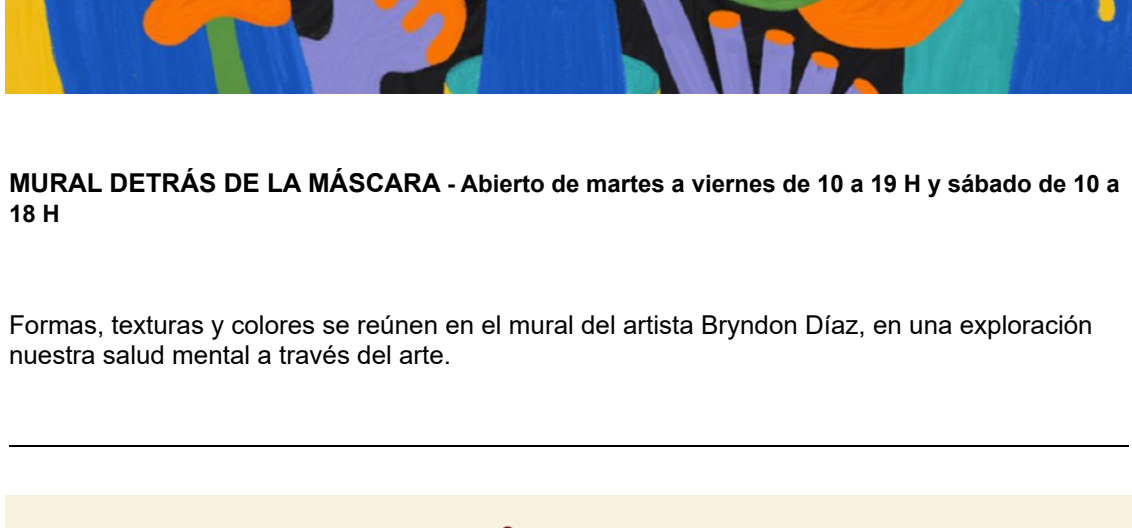 MURAL DETRÁS DE LA MÁSCARA - Abierto de martes a viernes de 10 a 19 H y sábado de 10 a
18 H
Formas, texturas y colores se reúnen en el mural del artista Bryndon Díaz, en una exploración
nuestra salud mental a través del arte.